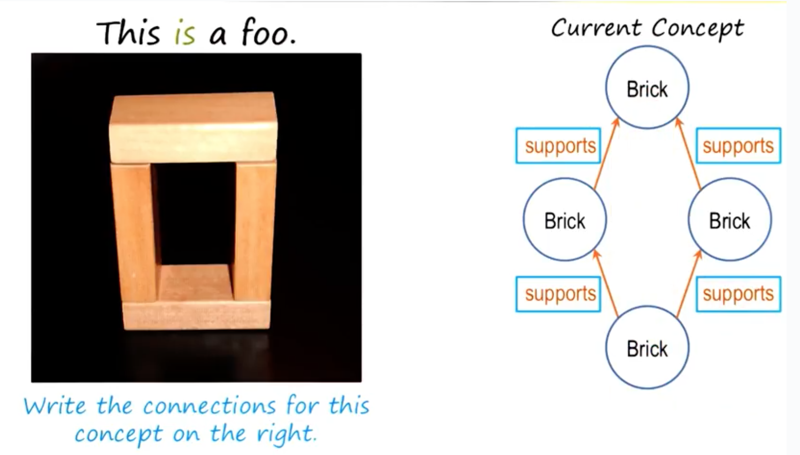 This is a foo.
Write the connections for this
concept on the right.
Current Concept
Brick
supports
supports
Brick
Brick
supports
supports
Brick